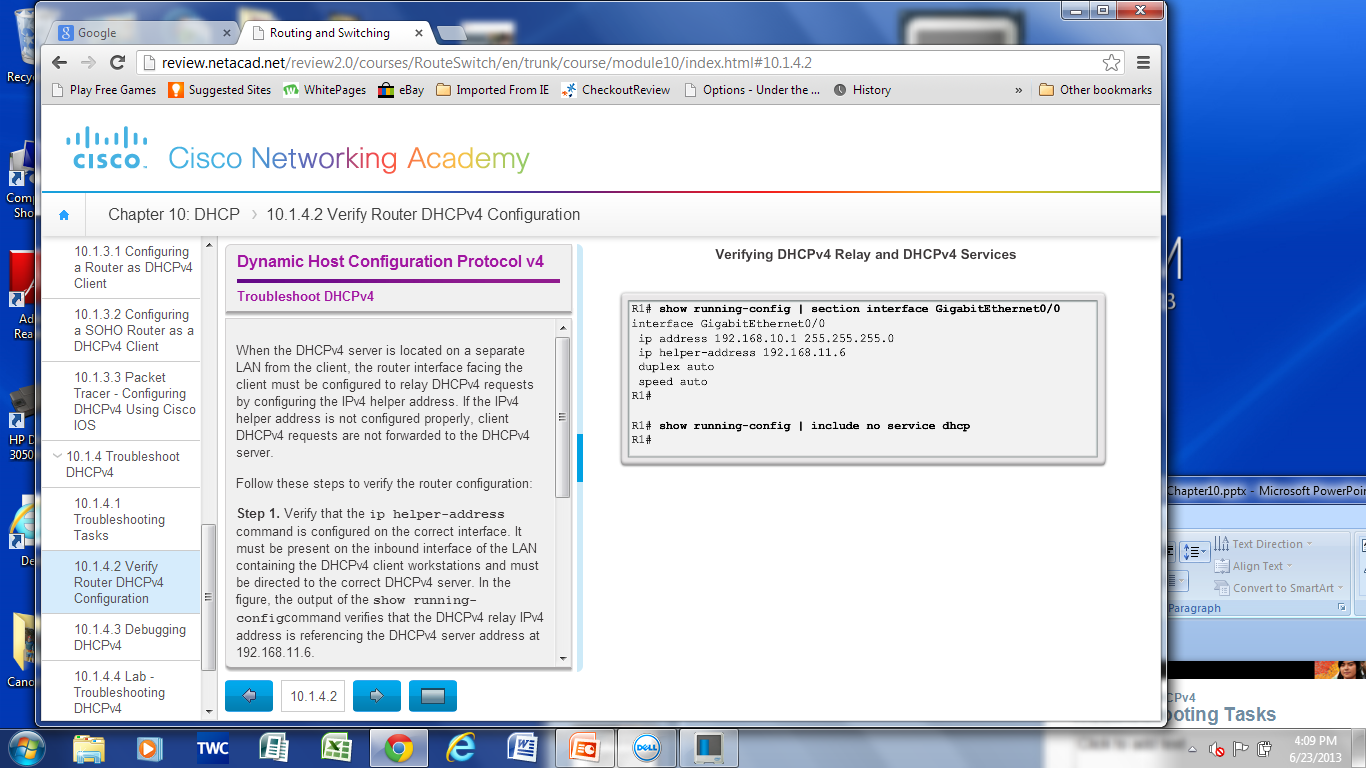 Google
Routing and Switching
review.netacad.net/review2.0/courses/RouteSwitch/en/trunk/course/module10/index.html#10.1.4.2
Play Free Games
Suggested Sites
WhitePages
eBay
Imported From IE
CheckoutReview
Options - Under the ...
History
»
Other bookmarks
CISCO.
Cisco Networking Academy
Chapter 10: DHCP
10.1.4.2 Verify Router DHCPv4 Configuration
10.1.3.1 Configuring
a Router as DHCPv4
Client
10.1.3.2 Configuring
a SOHO Router as a
DHCPv4 Client
10.1.3.3 Packet
Tracer - Configuring
DHCPv4 Using Cisco
IOS
10.1.4 Troubleshoot
DHCPv4
10.1.4.1
Troubleshooting
Tasks
10.1.4.2 Verify
Router DHCPv4
Configuration
10.1.4.3 Debugging
DHCPv4
10.1.4.4 Lab -
Troubleshooting
DHCPv4
Dynamic Host Configuration Protocol v4
Troubleshoot DHCPv4
When the DHCPv4 server is located on a separate
LAN from the client, the router interface facing the
client must be configured to relay DHCPv4 requests
by configuring the IPv4 helper address. If the IPv4
helper address is not configured properly, client
DHCPv4 requests are not forwarded to the DHCPv4
server.
Follow these steps to verify the router configuration:
Step 1. Verify that the ip helper-address
command is configured on the correct interface. It
must be present on the inbound interface of the LAN
containing the DHCPv4 client workstations and must
be directed to the correct DHCPv4 server. In the
figure, the output of the show running-
configcommand verifies that the DHCPv4 relay IPv4
address is referencing the DHCPv4 server address at
192.168.11.6.
10.1.4.2
Verifying DHCPv4 Relay and DHCPv4 Services
R1# show running-config | section interface GigabitEthernet0/0
interface GigabitEthernet0/0
ip address 192.168.10.1 255.255.255.0
ip helper-address 192.168.11.6
duplex auto
speed auto
R1#
R1# show running-config | include no service dhcp
R1#
Recy
Comp
Sho
Ad
Rea
HP D
3050
De
Cano
M
3
Chapter10.pptx - Microsoft PowerPoin
Text Direction
Align Text
Convert to SmartArt
Paragraph
CPv4
ooting Tasks
TWC
DELL
4:09 PM
6/23/2013